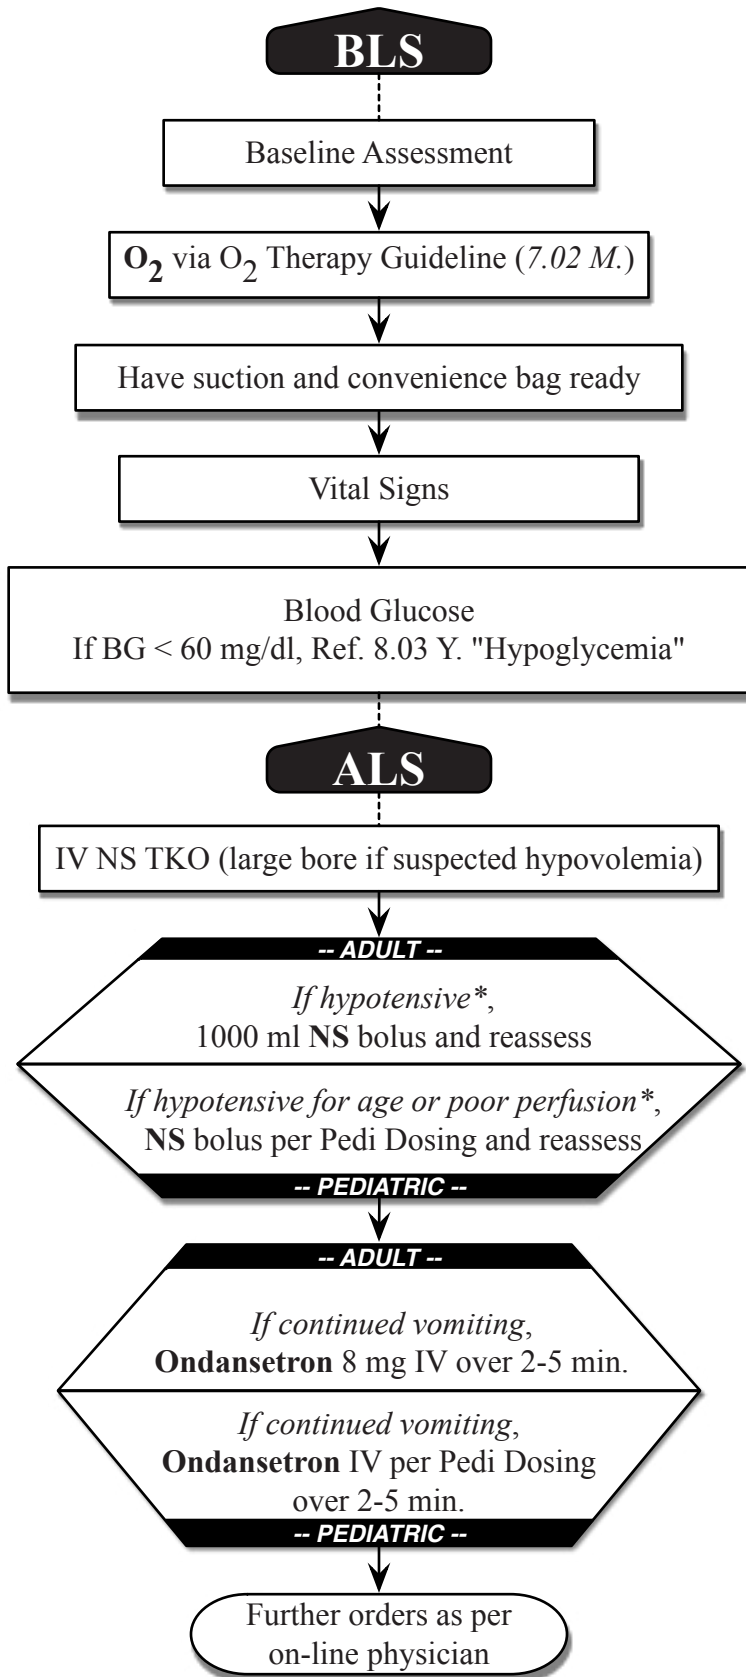 BLS
Baseline Assessment
O2 via O2 Therapy Guideline (7.02 M.)
Have suction and convenience bag ready
Vital Signs
Blood Glucose
If BG < 60 mg/dl, Ref. 8.03 Y. "Hypoglycemia"
ALS
IV NS TKO (large bore if suspected hypovolemia)
-- ADULT --
If hypotensive*,
1000 ml NS bolus and reassess
If hypotensive for age or poor perfusion*,
NS bolus per Pedi Dosing and reassess
-- PEDIATRIC --
-- ADULT --
If continued vomiting,
Ondansetron 8 mg IV over 2-5 min.
If continued vomiting,
Ondansetron IV per Pedi Dosing
over 2-5 min.
-- PEDIATRIC --
Further orders as per
on-line physician